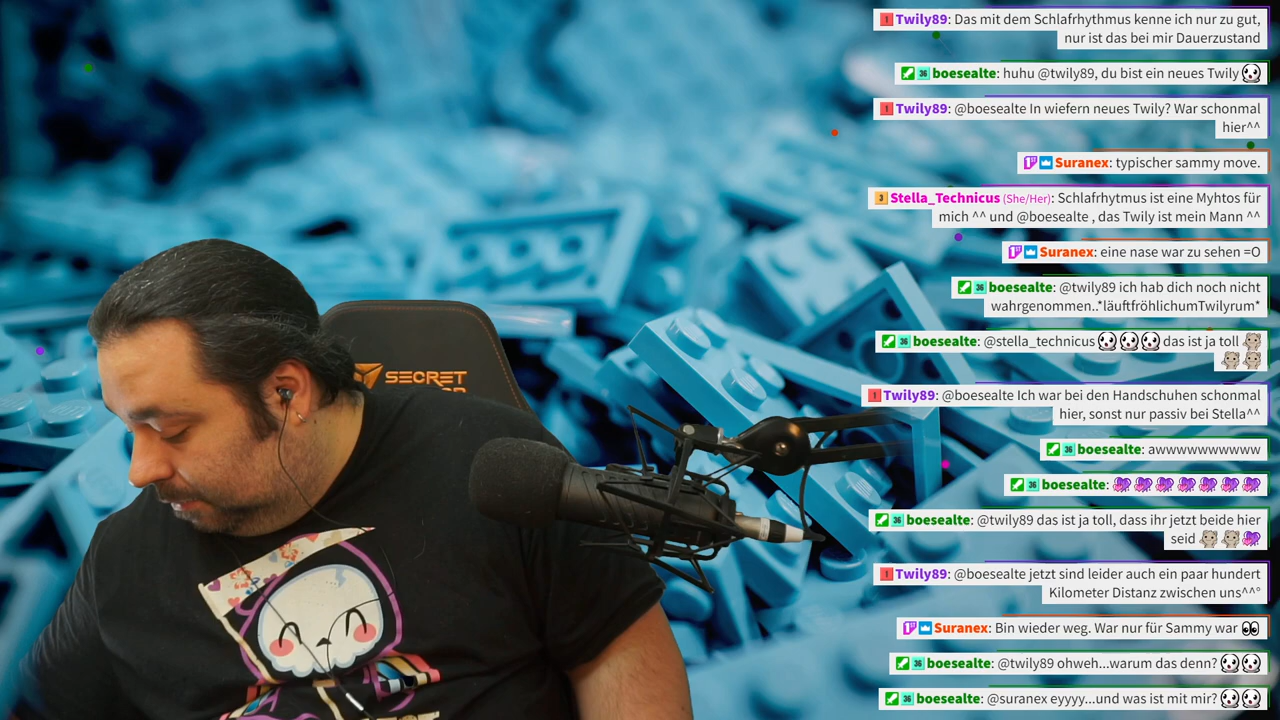 Twily89: Das mit dem Schlafrhythmus kenne ich nur zu gut,
nur ist das bei mir Dauerzustand
boesealte: huhu @twily89, du bist ein neues Twily
Twily89: @boesealte In wiefern neues Twily? War schonmal
hier^^
Suranex: typischer sammy move.
Stella_Technicus (She/Her): Schlafrhytmus ist eine Myhtos für
mich ^^ und @boesealte , das Twily ist mein Mann ^^
Suranex: eine nase war zu sehen =O
boesealte: @twily89 ich hab dich noch nicht
wahrgenommen..*läuftfröhlichumTwilyrum*
boesealte: @stella_technicus das ist ja toll
Twily89: @boesealte Ich war bei den Handschuhen schonmal
hier, sonst nur passiv bei Stella^^
boesealte: awwwwwwwwww
boesealte:
boesealte: @twily89 das ist ja toll, dass ihr jetzt beide hier
seid
Twily89: @boesealte jetzt sind leider auch ein paar hundert
Kilometer Distanz zwischen uns^^°
Suranex: Bin wieder weg. War nur für Sammy war
boesealte: @twily89 ohweh...warum das denn?
boesealte: @suranex eyyyy...und was ist mit mir?
SECRET